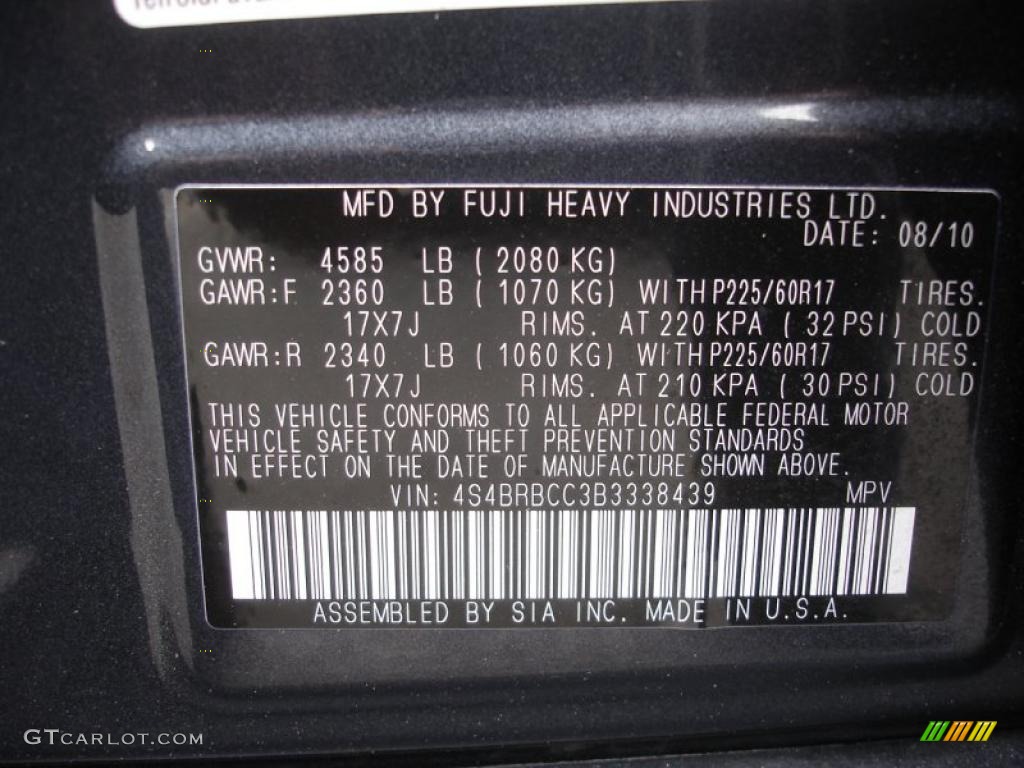 MFD BY FUJI HEAVY INDUSTRIES LTD.
DATE: 08/10
GVWR: 4585 LB ( 2080 KG)
GAWR:F 2360 LB ( 1070 KG) WITH P225/60R17 TIRES.
17X7J RIMS. AT 220 KPA ( 32 PSI) COLD
GAWR:R 2340 LB ( 1060 KG) WITH P225/60R17 TIRES.
17X7J RIMS. AT 210 KPA ( 30 PSI) COLD
THIS VEHICLE CONFORMS TO ALL APPLICABLE FEDERAL MOTOR
VEHICLE SAFETY AND THEFT PREVENTION STANDARDS
IN EFFECT ON THE DATE OF MANUFACTURE SHOWN ABOVE.
VIN: 4S4BRBCC3B3338439 MPV
ASSEMBLED BY SIA INC. MADE IN U.S.A.
GTCARLOT.COM